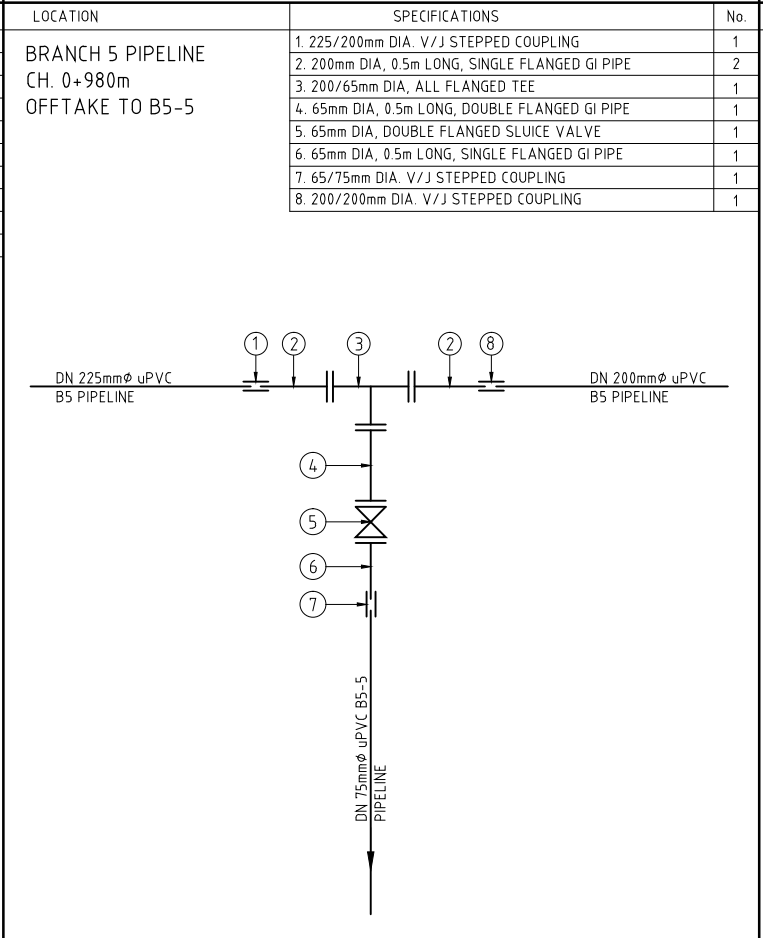 LOCATION
SPECIFICATIONS
No.
BRANCH 5 PIPELINE
CH. 0+980m
OFFTAKE TO B5-5
1. 225/200mm DIA. V/J STEPPED COUPLING 1
2. 200mm DIA, 0.5m LONG, SINGLE FLANGED GI PIPE 2
3. 200/65mm DIA, ALL FLANGED TEE 1
4. 65mm DIA, 0.5m LONG, DOUBLE FLANGED GI PIPE 1
5. 65mm DIA, DOUBLE FLANGED SLUICE VALVE 1
6. 65mm DIA, 0.5m LONG, SINGLE FLANGED GI PIPE 1
7. 65/75mm DIA. V/J STEPPED COUPLING 1
8. 200/200mm DIA. V/J STEPPED COUPLING 1
1
2
3
2
8
DN 225mmφ uPVC
B5 PIPELINE
DN 200mmφ uPVC
B5 PIPELINE
4
5
6
7
DN 75mmφ uPVC B5-5
PIPELINE